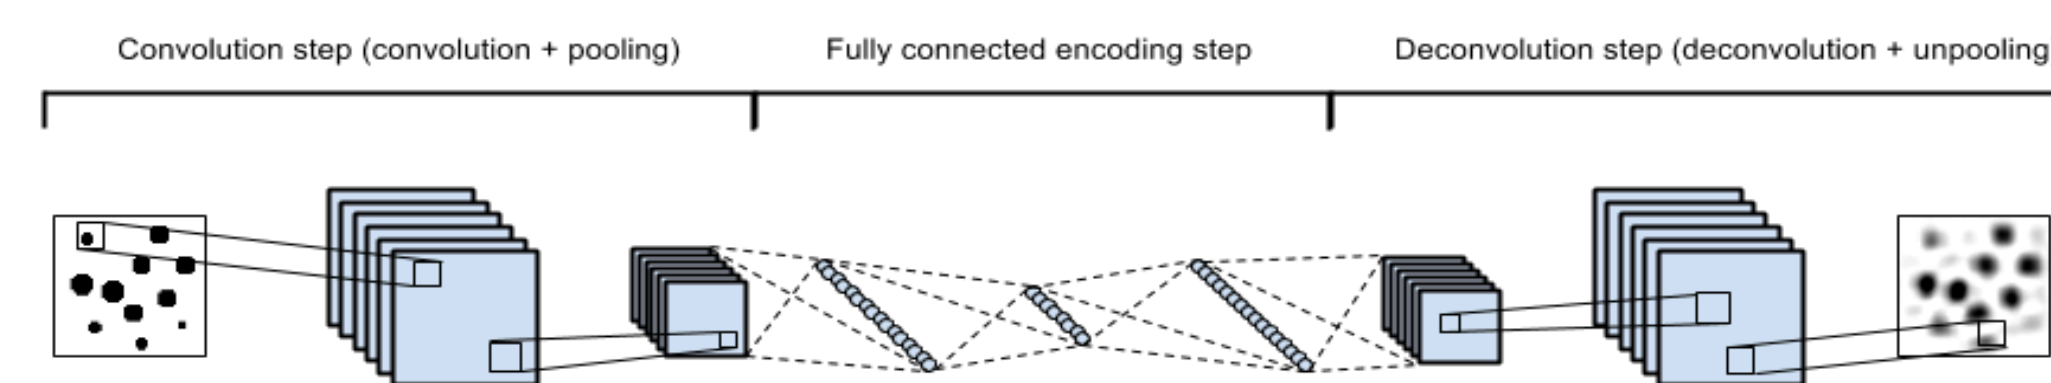 Convolution step (convolution + pooling)
Fully connected encoding step
Deconvolution step (deconvolution + unpooling